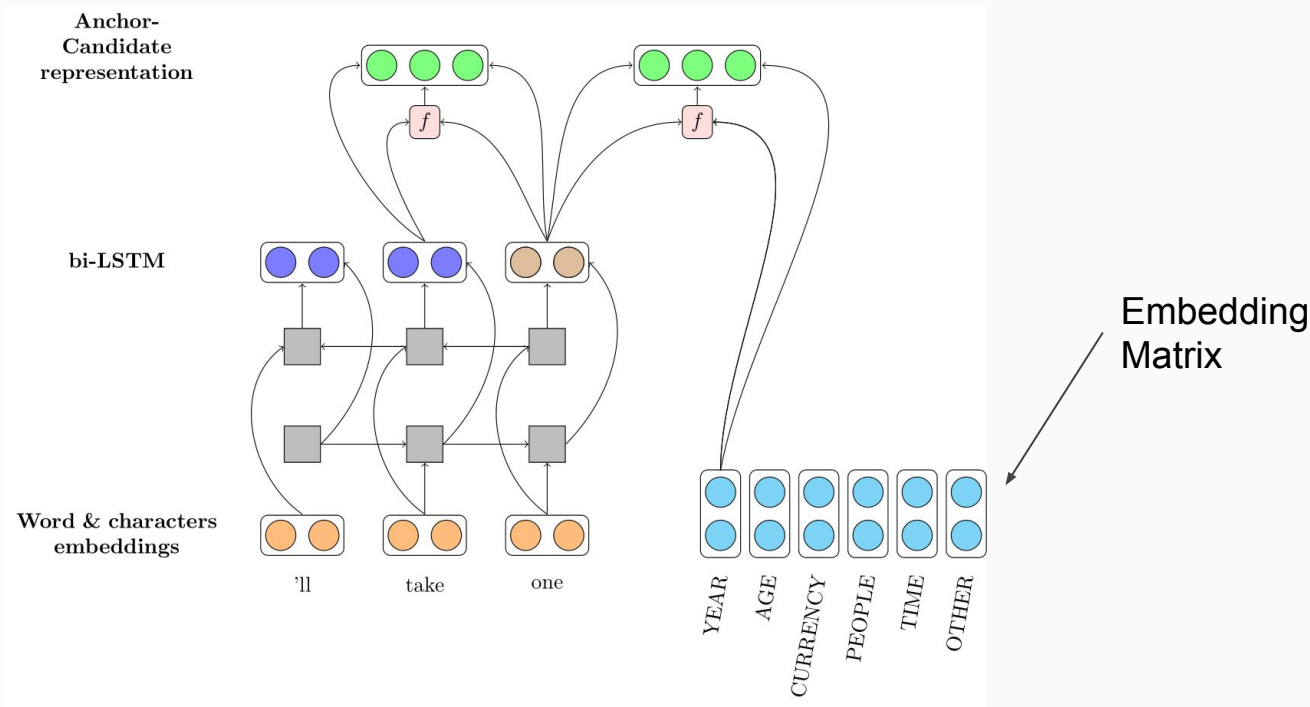 Anchor-
Candidate
representation
f
f
bi-LSTM
Embedding
Matrix
Word & characters
embeddings
'll
take
one
YEAR
AGE
CURRENCY
PEOPLE
TIME
OTHER